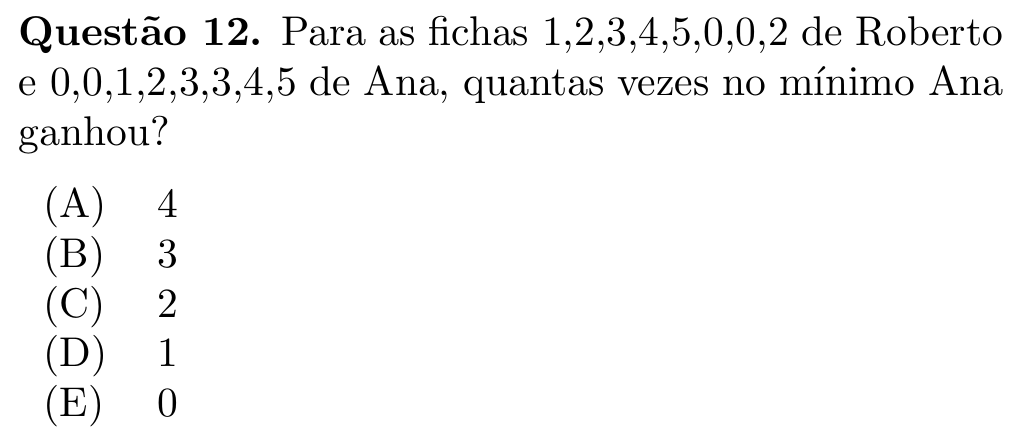 Questão 12. Para as fichas 1,2,3,4,5,0,0,2 de Roberto
e 0,0,1,2,3,3,4,5 de Ana, quantas vezes no mínimo Ana
ganhou?
(A) 4
(B) 3
(C) 2
(D) 1
(E) 0